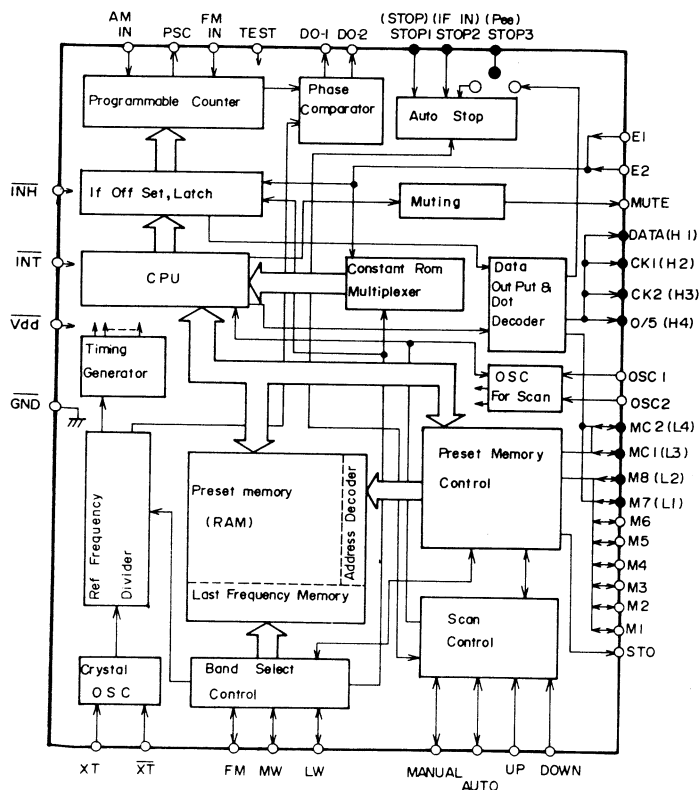 AM IN
PSC
FM IN
TEST
DO-1
DO-2
(STOP) (IF IN) (Pee)
STOP1 STOP2 STOP3
Programmable Counter
Phase Comparator
Auto Stop
E1
E2
INH
If Off Set, Latch
Muting
MUTE
DATA (H1)
INT
CPU
Constant Rom Multiplexer
Data OutPut & Dot Decoder
CK1 (H2)
CK2 (H3)
O/5 (H4)
Vdd
Timing Generator
OSC For Scan
OSC 1
OSC2
GND
MC2 (L4)
MC1 (L3)
M8 (L2)
M7 (L1)
M6
M5
M4
M3
M2
M1
STO
Ref Frequency Divider
Preset memory (RAM)
Address Decoder
Preset Memory Control
Last Frequency Memory
Scan Control
Crystal OSC
Band Select Control
XT
XT
FM
MW
LW
MANUAL
AUTO
UP
DOWN